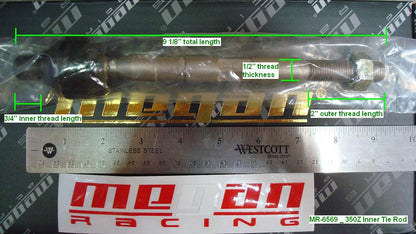 9 1/8" total length
1/2" thread
thickness
3/4" inner thread length
2" outer thread length
megan
1 2 3 4 5 6 7 8 9 10
STAINLESS STEEL
WESTCOTT
megan
RACING
MR-6569 _ 350Z Inner Tie Rod